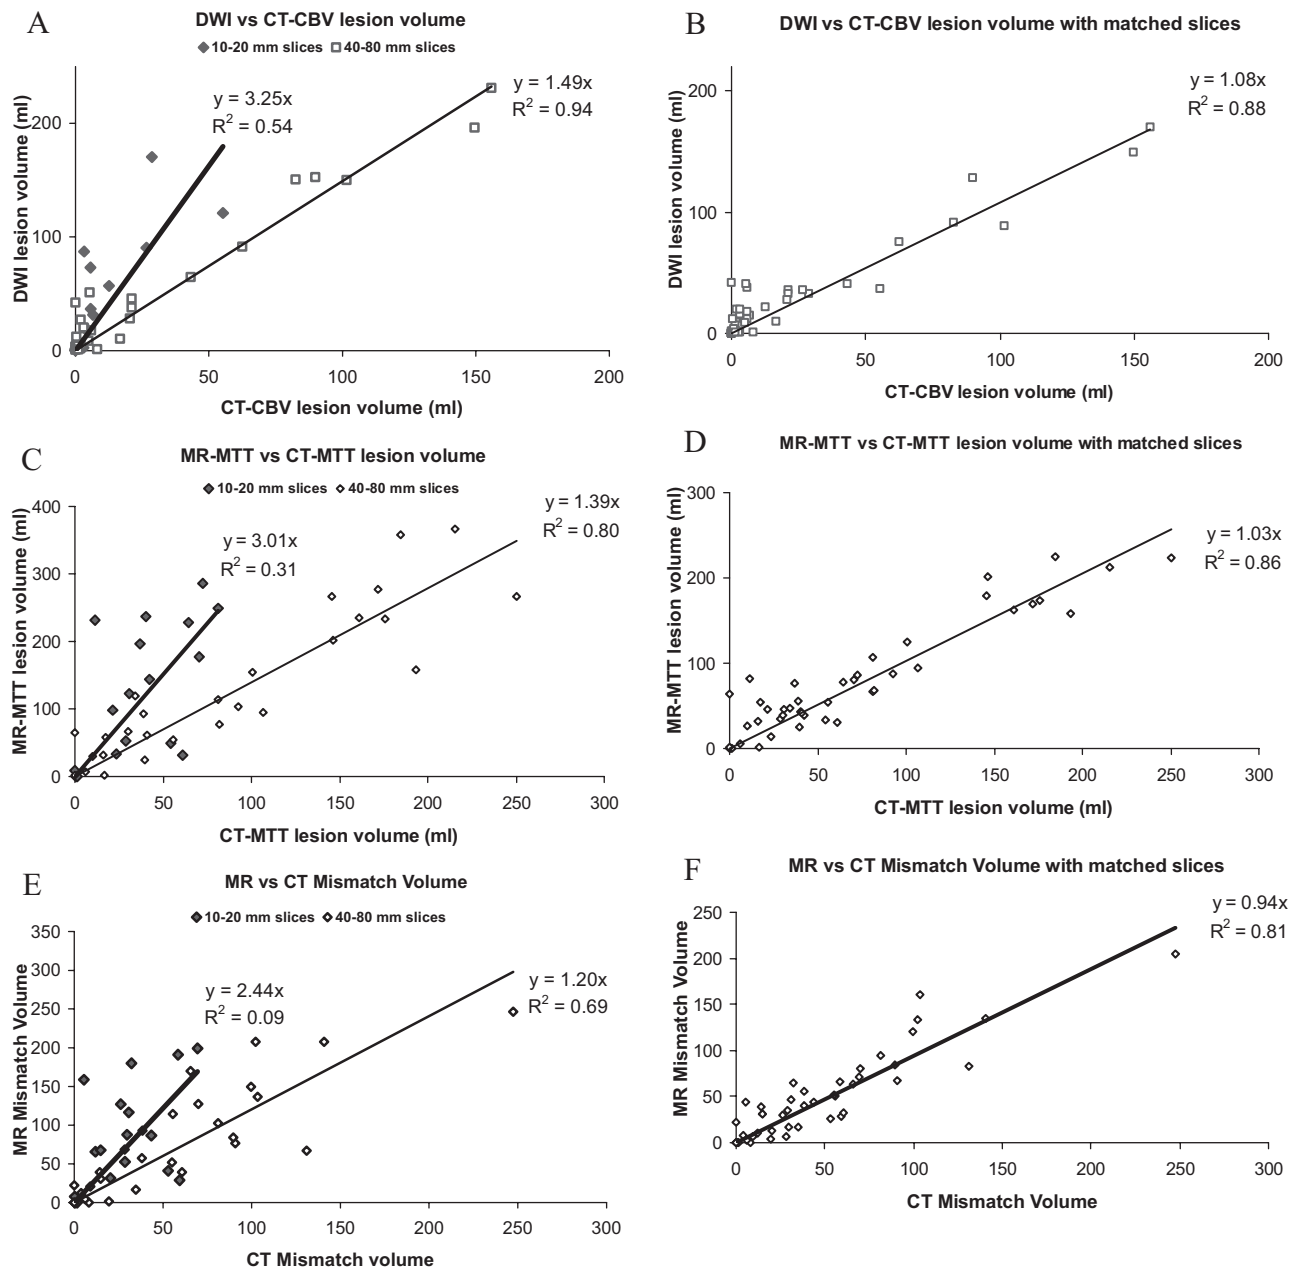 A
DWI vs CT-CBV lesion volume
10-20 mm slices 40-80 mm slices
y = 3.25x
R² = 0.54
y = 1.49x
R² = 0.94
DWI lesion volume (ml)
200
100
0
0 50 100 150 200
CT-CBV lesion volume (ml)
B
DWI vs CT-CBV lesion volume with matched slices
y = 1.08x
R² = 0.88
DWI lesion volume (ml)
200
100
0
0 50 100 150 200
CT-CBV lesion volume (ml)
C
MR-MTT vs CT-MTT lesion volume
10-20 mm slices 40-80 mm slices
y = 3.01x
R² = 0.31
y = 1.39x
R² = 0.80
MR-MTT lesion volume (ml)
400
300
200
100
0
0 50 100 150 200 250 300
CT-MTT lesion volume (ml)
D
MR-MTT vs CT-MTT lesion volume with matched slices
y = 1.03x
R² = 0.86
MR-MTT lesion volume (ml)
300
200
100
0
0 50 100 150 200 250 300
CT-MTT lesion volume (ml)
E
MR vs CT Mismatch Volume
10-20 mm slices 40-80 mm slices
y = 2.44x
R² = 0.09
y = 1.20x
R² = 0.69
MR Mismatch Volume
350
300
250
200
150
100
50
0
0 50 100 150 200 250 300
CT Mismatch volume
F
MR vs CT Mismatch Volume with matched slices
y = 0.94x
R² = 0.81
MR Mismatch Volume
250
200
150
100
50
0
0 50 100 150 200 250 300
CT Mismatch Volume